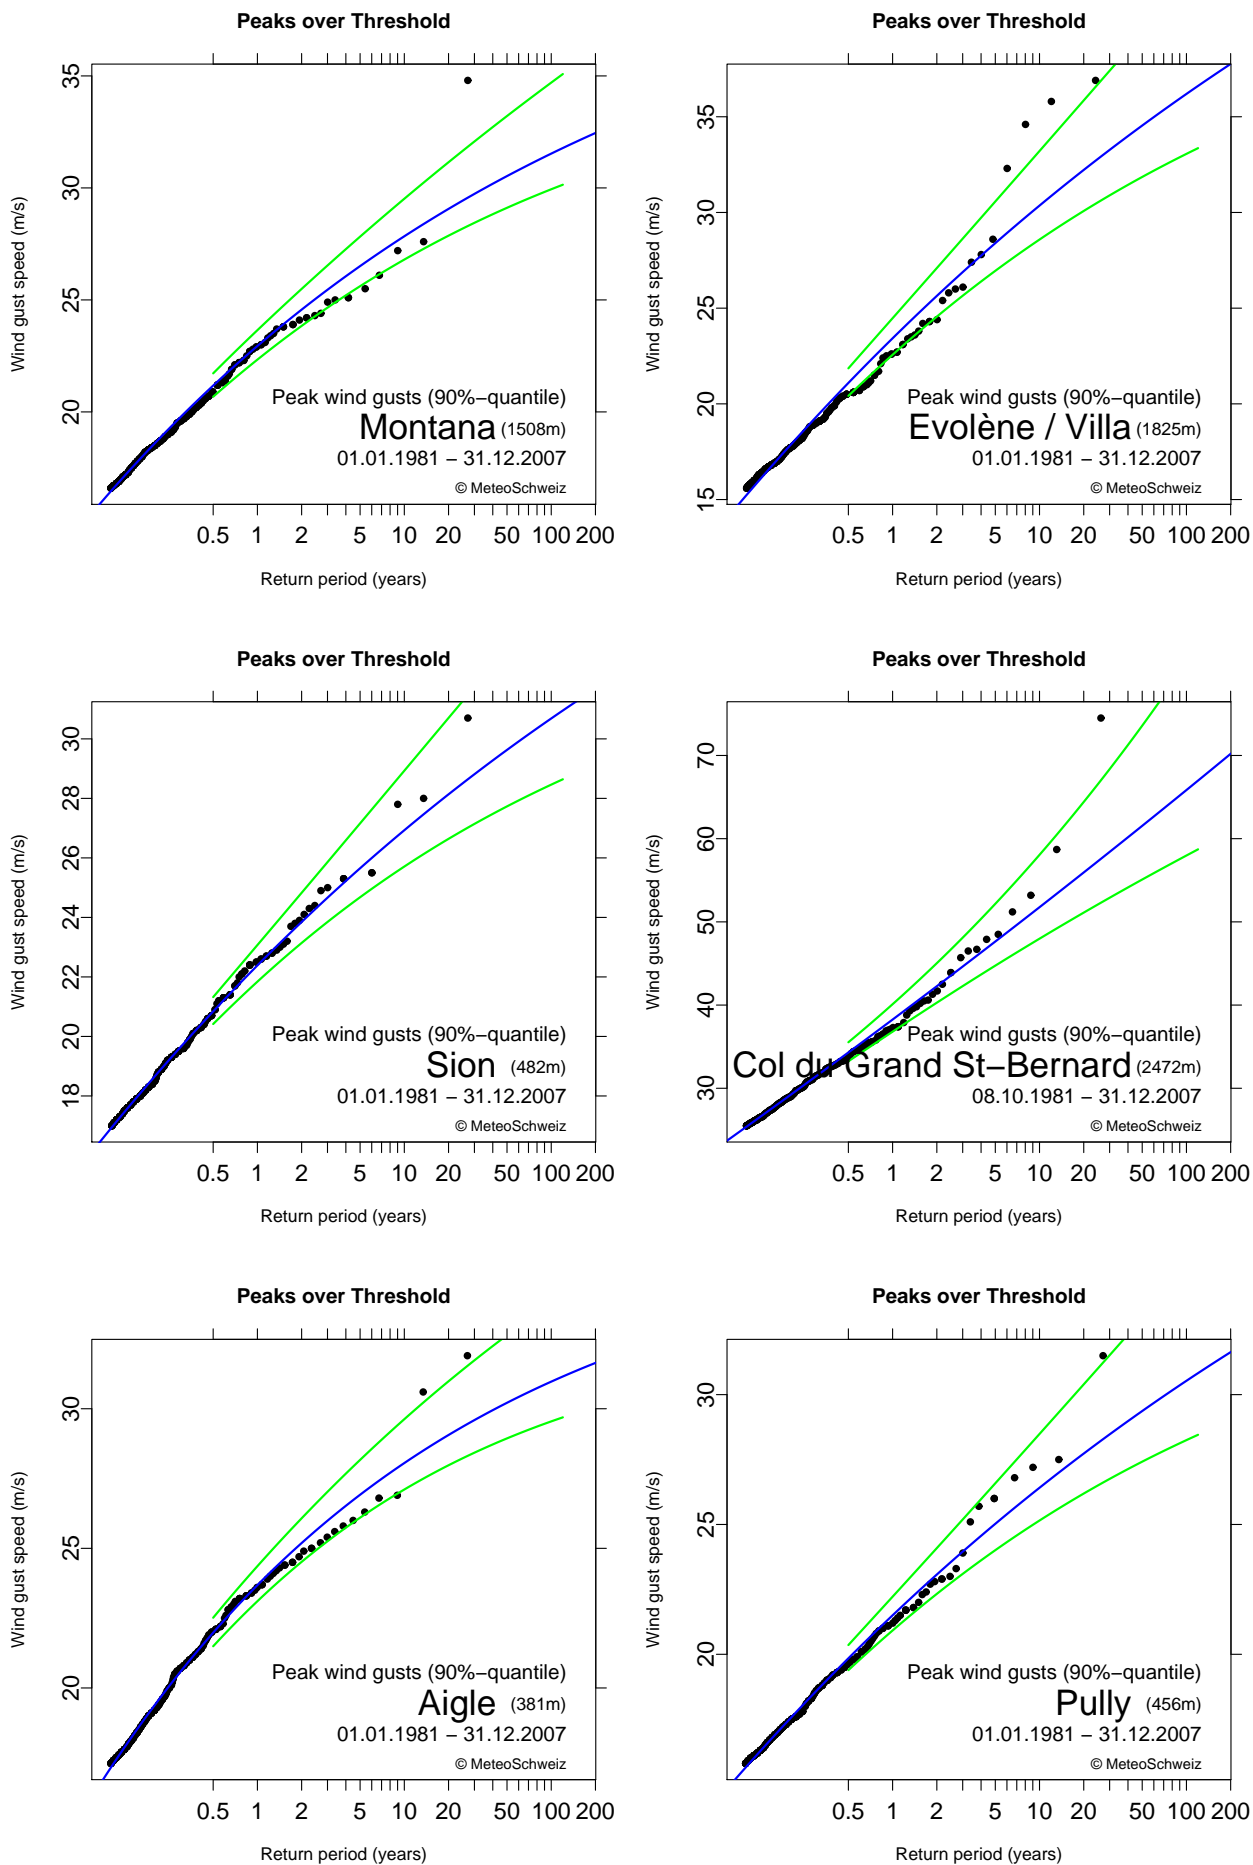 Peaks over Threshold
Wind gust speed (m/s)
35
30
25
20
Peak wind gusts (90%−quantile)
Montana (1508m)
01.01.1981 − 31.12.2007
© MeteoSchweiz
0.5 1 2 5 10 20 50 100 200
Return period (years)
Peaks over Threshold
Wind gust speed (m/s)
35
30
25
20
15
Peak wind gusts (90%−quantile)
Evolène / Villa (1825m)
01.01.1981 − 31.12.2007
© MeteoSchweiz
0.5 1 2 5 10 20 50 100 200
Return period (years)
Peaks over Threshold
Wind gust speed (m/s)
30
28
26
24
22
20
18
Peak wind gusts (90%−quantile)
Sion (482m)
01.01.1981 − 31.12.2007
© MeteoSchweiz
0.5 1 2 5 10 20 50 100 200
Return period (years)
Peaks over Threshold
Wind gust speed (m/s)
70
60
50
40
30
Peak wind gusts (90%−quantile)
Col du Grand St−Bernard (2472m)
08.10.1981 − 31.12.2007
© MeteoSchweiz
0.5 1 2 5 10 20 50 100 200
Return period (years)
Peaks over Threshold
Wind gust speed (m/s)
30
25
20
Peak wind gusts (90%−quantile)
Aigle (381m)
01.01.1981 − 31.12.2007
© MeteoSchweiz
0.5 1 2 5 10 20 50 100 200
Return period (years)
Peaks over Threshold
Wind gust speed (m/s)
30
25
20
Peak wind gusts (90%−quantile)
Pully (456m)
01.01.1981 − 31.12.2007
© MeteoSchweiz
0.5 1 2 5 10 20 50 100 200
Return period (years)